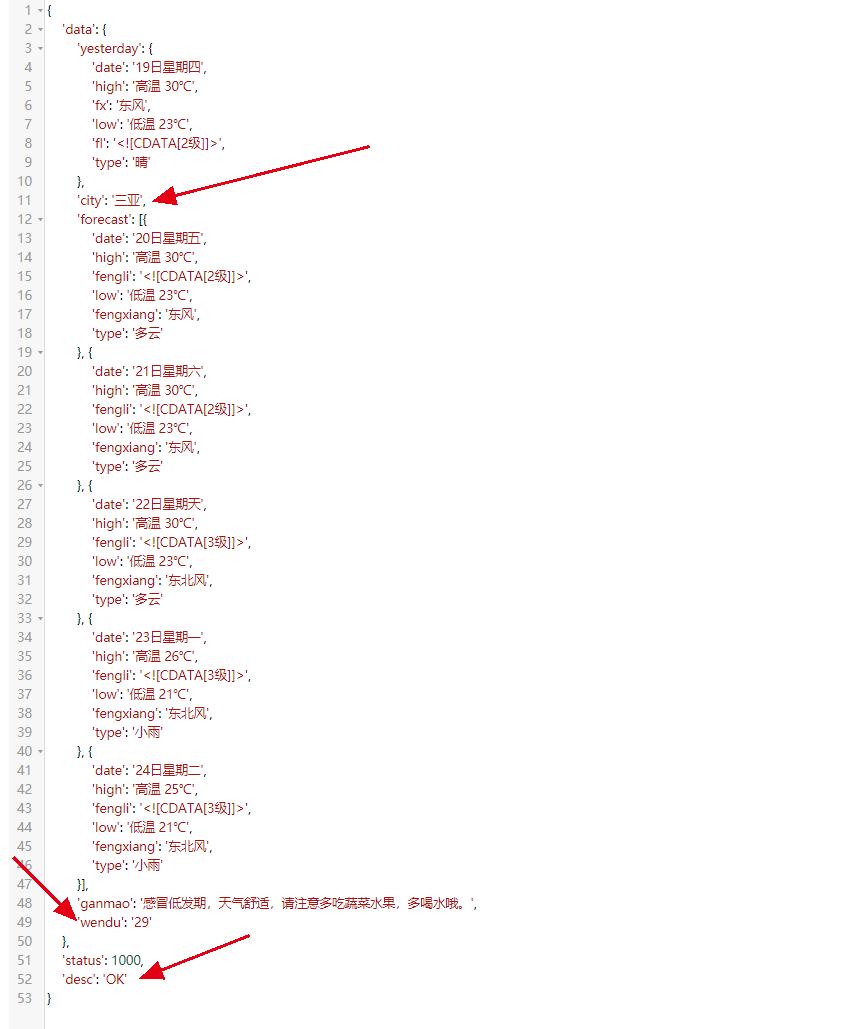 1 {
2 'data': {
3 'yesterday': {
4 'date': '19日星期四',
5 'high': '高温 30℃',
6 'fx': '东风',
7 'low': '低温 23℃',
8 'fl': '<![CDATA[2级]]>',
9 'type': '晴'
10 },
11 'city': '三亚',
12 'forecast': [{
13 'date': '20日星期五',
14 'high': '高温 30℃',
15 'fengli': '<![CDATA[2级]]>',
16 'low': '低温 23℃',
17 'fengxiang': '东风',
18 'type': '多云'
19 }, {
20 'date': '21日星期六',
21 'high': '高温 30℃',
22 'fengli': '<![CDATA[2级]]>',
23 'low': '低温 23℃',
24 'fengxiang': '东风',
25 'type': '多云'
26 }, {
27 'date': '22日星期天',
28 'high': '高温 30℃',
29 'fengli': '<![CDATA[3级]]>',
30 'low': '低温 23℃',
31 'fengxiang': '东北风',
32 'type': '多云'
33 }, {
34 'date': '23日星期一',
35 'high': '高温 26℃',
36 'fengli': '<![CDATA[3级]]>',
37 'low': '低温 21℃',
38 'fengxiang': '东北风',
39 'type': '小雨'
40 }, {
41 'date': '24日星期二',
42 'high': '高温 25℃',
43 'fengli': '<![CDATA[3级]]>',
44 'low': '低温 21℃',
45 'fengxiang': '东北风',
46 'type': '小雨'
47 }],
48 'ganmao': '感冒低发期，天气舒适，请注意多吃蔬菜水果，多喝水哦。',
49 'wendu': '29'
50 },
51 'status': 1000,
52 'desc': 'OK'
53 }